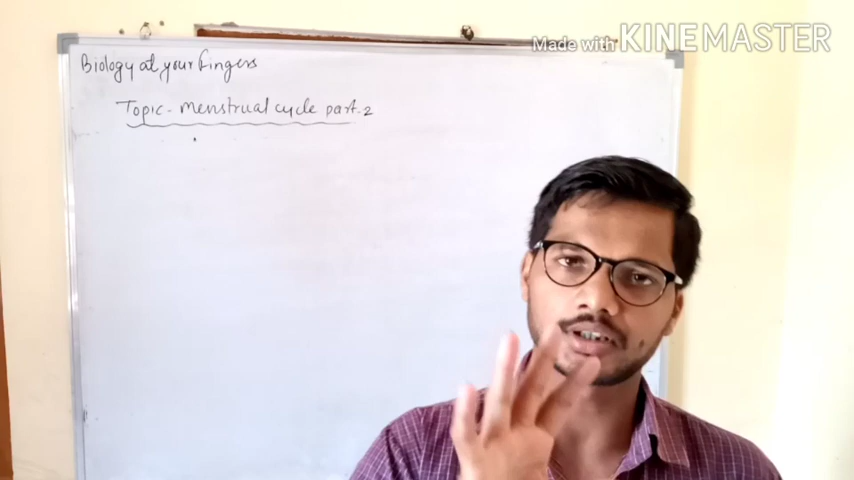 Made with KINEMASTER
Biology at your fingers
Topic - menstrual cycle part-2